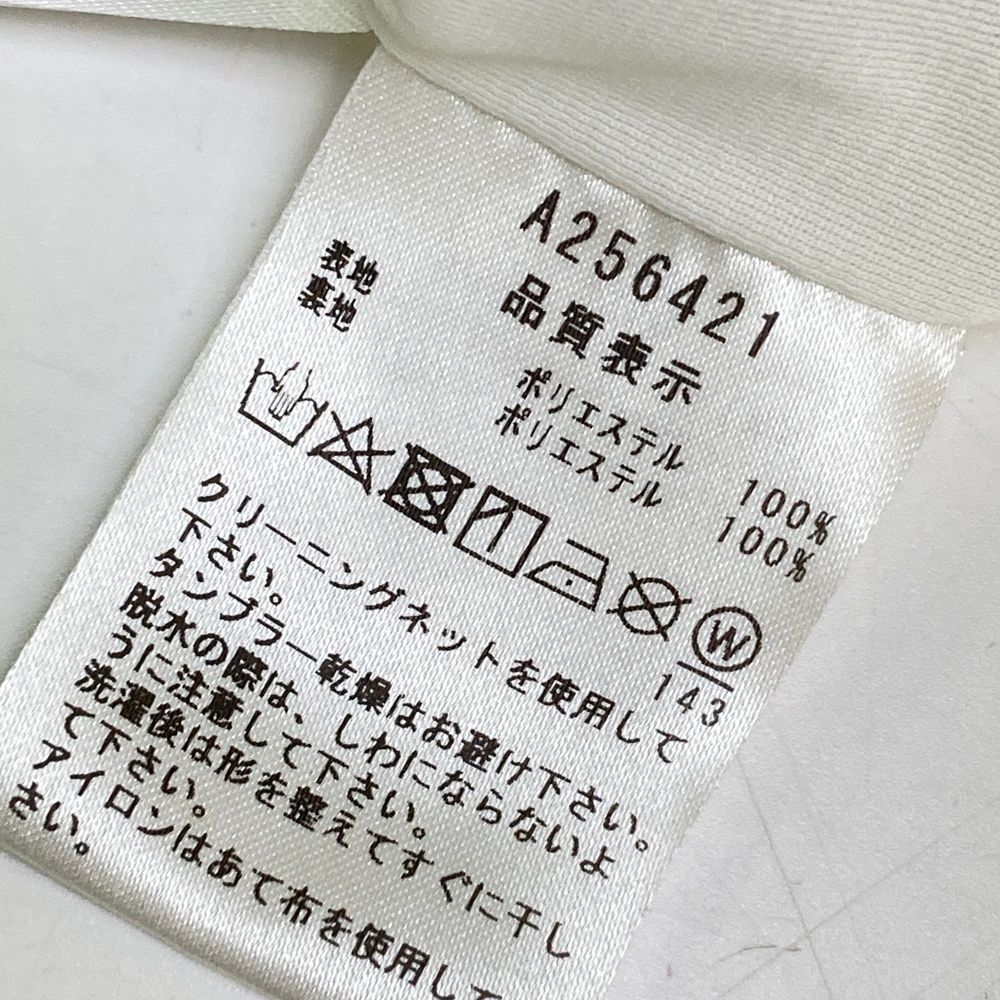 A256421
品質表示
表地 ポリエステル 100%
裏地 ポリエステル 100%
W
143
クリーニングネットを使用して
下さい。
タンブラー乾燥はお避け下さい。
脱水の際は、しわにならないよ
うに注意して下さい。
洗濯後は形を整えてすぐに干し
て下さい。
アイロンはあて布を使用して
さい。